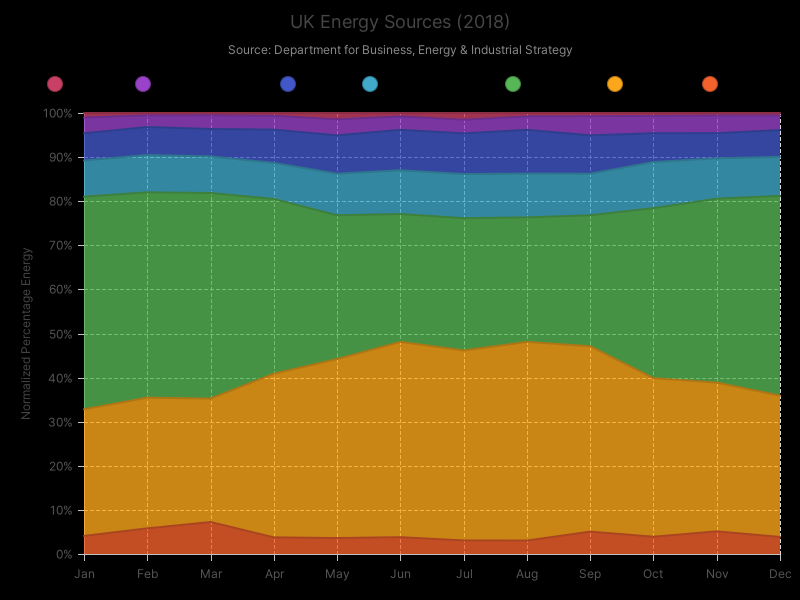 UK Energy Sources (2018)
Source: Department for Business, Energy & Industrial Strategy
100%
90%
80%
70%
60%
50%
40%
30%
20%
10%
0%
Normalized Percentage Energy
Jan Feb Mar Apr May Jun Jul Aug Sep Oct Nov Dec